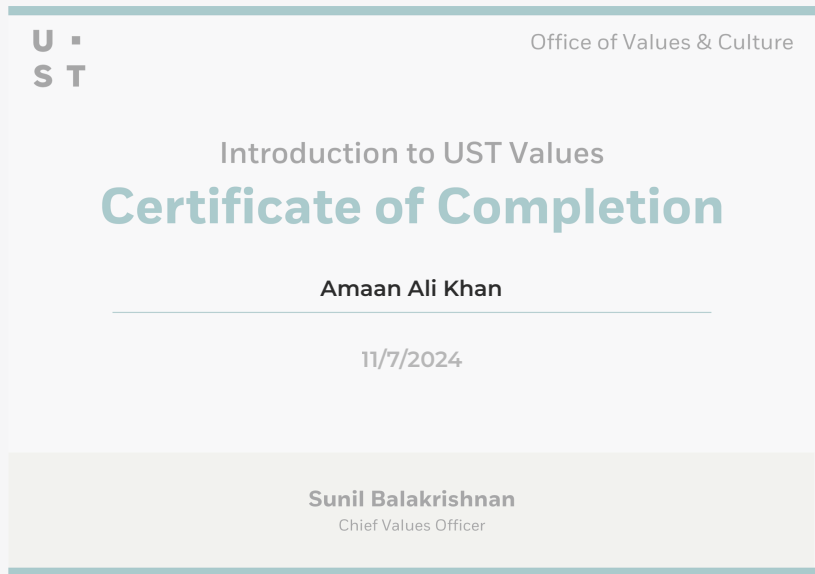 U ·
S T
Office of Values & Culture
Introduction to UST Values
Certificate of Completion
Amaan Ali Khan
11/7/2024
Sunil Balakrishnan
Chief Values Officer